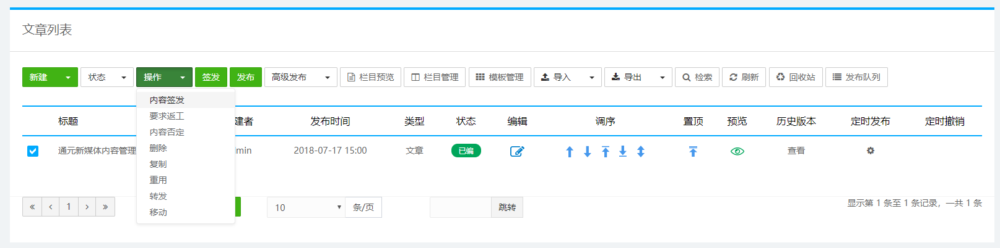 文章列表
新建 状态 操作 签发 发布 高级发布 栏目预览 栏目管理 模板管理 导入 导出 检索 刷新 回收站 发布队列
内容签发
要求返工
内容否定
删除
复制
重用
转发
移动
标题 建者 发布时间 类型 状态 编辑 调序 置顶 预览 历史版本 定时发布 定时撤销
通元新媒体内容管理 min 2018-07-17 15:00 文章 已编 查看
« ‹ 1 › » 10 条/页 跳转 显示第 1 条至 1 条记录，一共 1 条